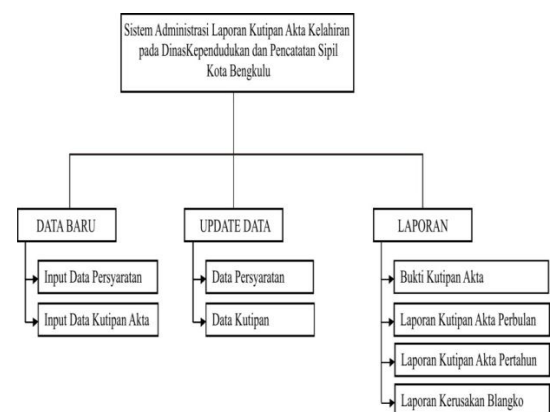 Sistem Administrasi Laporan Kutipan Akta Kelahiran
pada DinasKependudukan dan Pencatatan Sipil
Kota Bengkulu
DATA BARU
Input Data Persyaratan
Input Data Kutipan Akta
UPDATE DATA
Data Persyaratan
Data Kutipan
LAPORAN
Bukti Kutipan Akta
Laporan Kutipan Akta Perbulan
Laporan Kutipan Akta Pertahun
Laporan Kerusakan Blangko